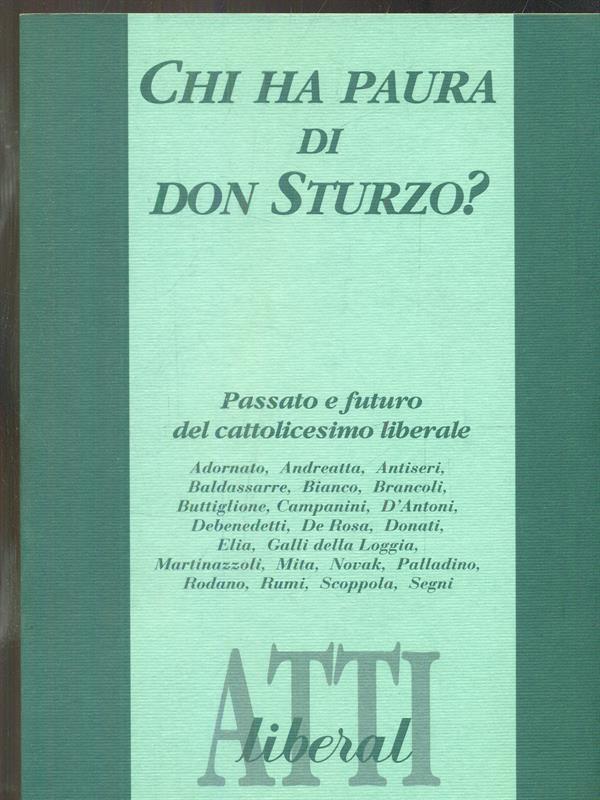 CHI HA PAURA
DI
DON STURZO?
Passato e futuro
del cattolicesimo liberale
Adornato, Andreatta, Antiseri,
Baldassarre, Bianco, Brancoli,
Buttiglione, Campanini, D'Antoni,
Debenedetti, De Rosa, Donati,
Elia, Galli della Loggia,
Martinazzoli, Mita, Novak, Palladino,
Rodano, Rumi, Scoppola, Segni
ATTI
liberal